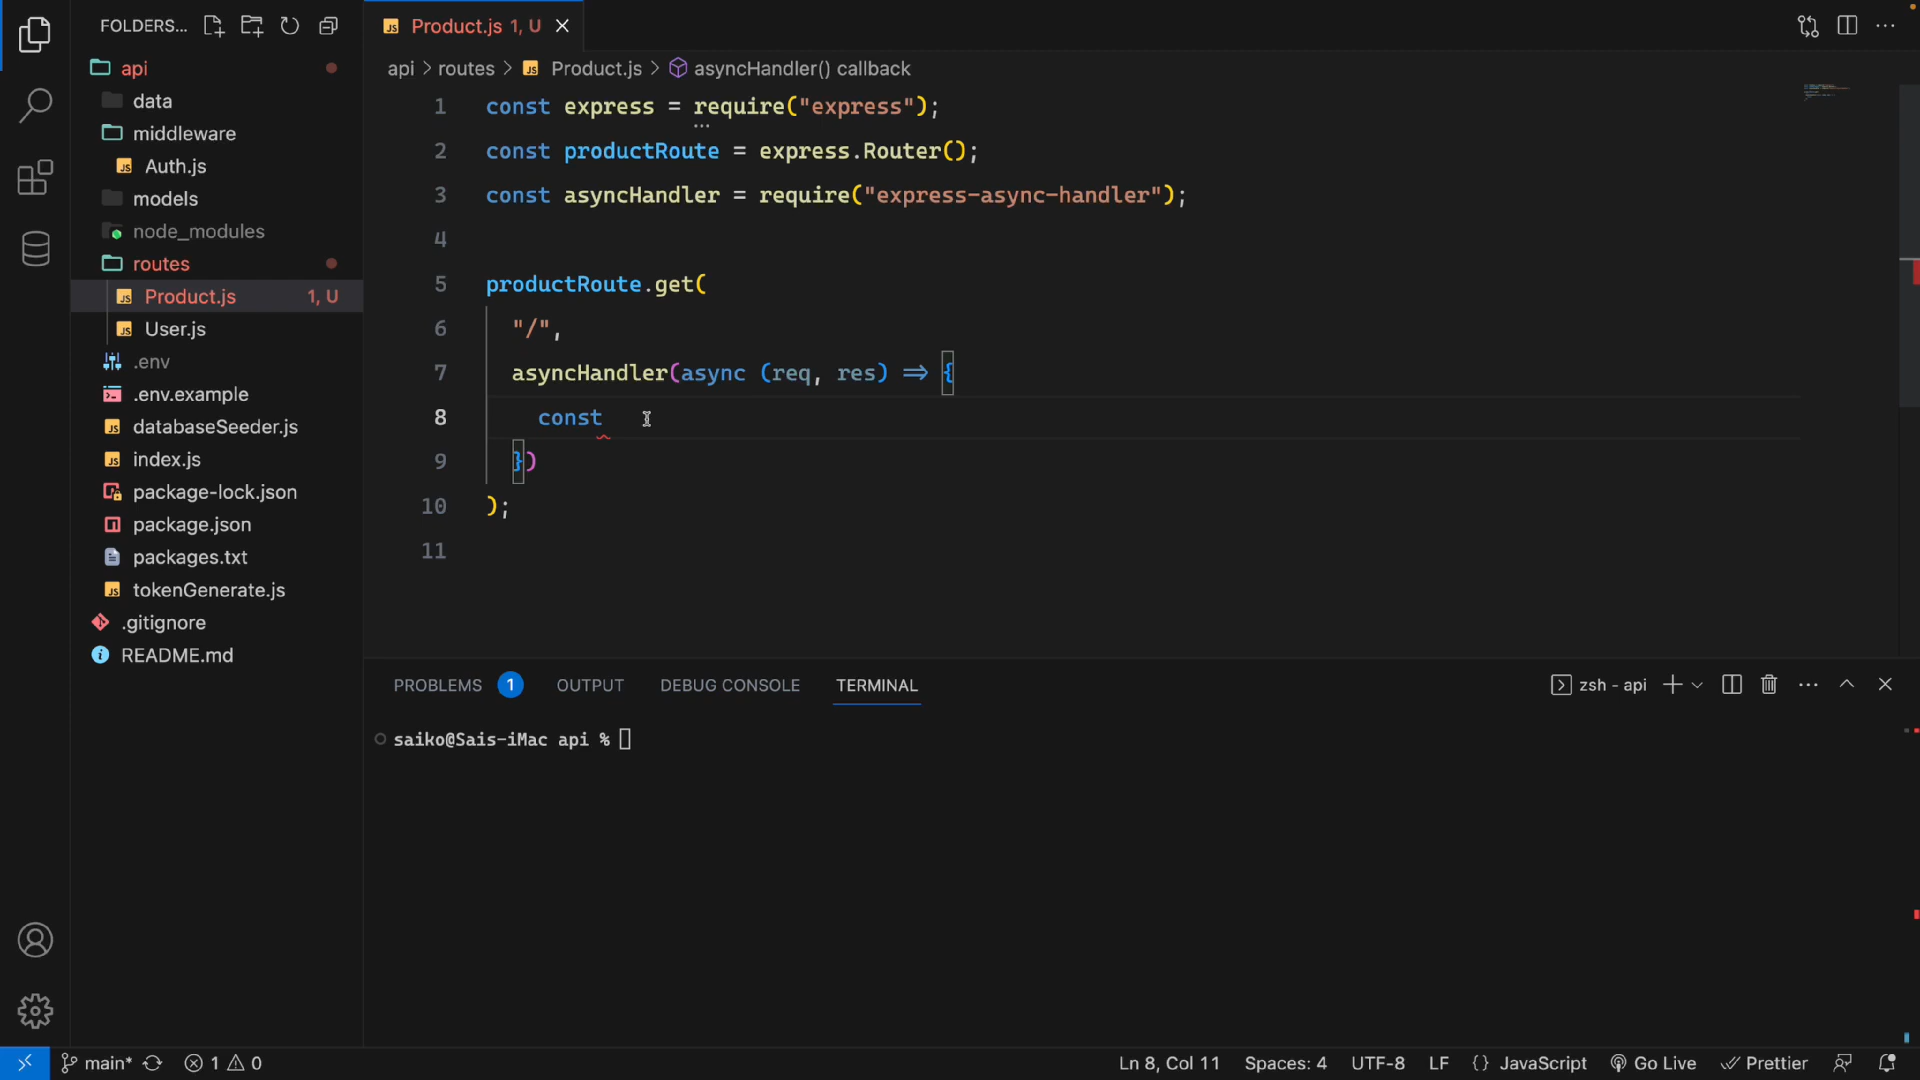 FOLDERS...
api
data
middleware
Auth.js
models
node_modules
routes
Product.js 1, U
User.js
.env
.env.example
databaseSeeder.js
index.js
package-lock.json
package.json
packages.txt
tokenGenerate.js
.gitignore
README.md
Product.js 1, U
api > routes > Product.js > asyncHandler() callback
1 const express = require("express");
2 const productRoute = express.Router();
3 const asyncHandler = require("express-async-handler");
4
5 productRoute.get(
6 "/",
7 asyncHandler(async (req, res) => {
8 const
9 })
10 );
11
PROBLEMS 1 OUTPUT DEBUG CONSOLE TERMINAL
zsh - api
saiko@Sais-iMac api %
main* 1 0
Ln 8, Col 11 Spaces: 4 UTF-8 LF {} JavaScript Go Live Prettier